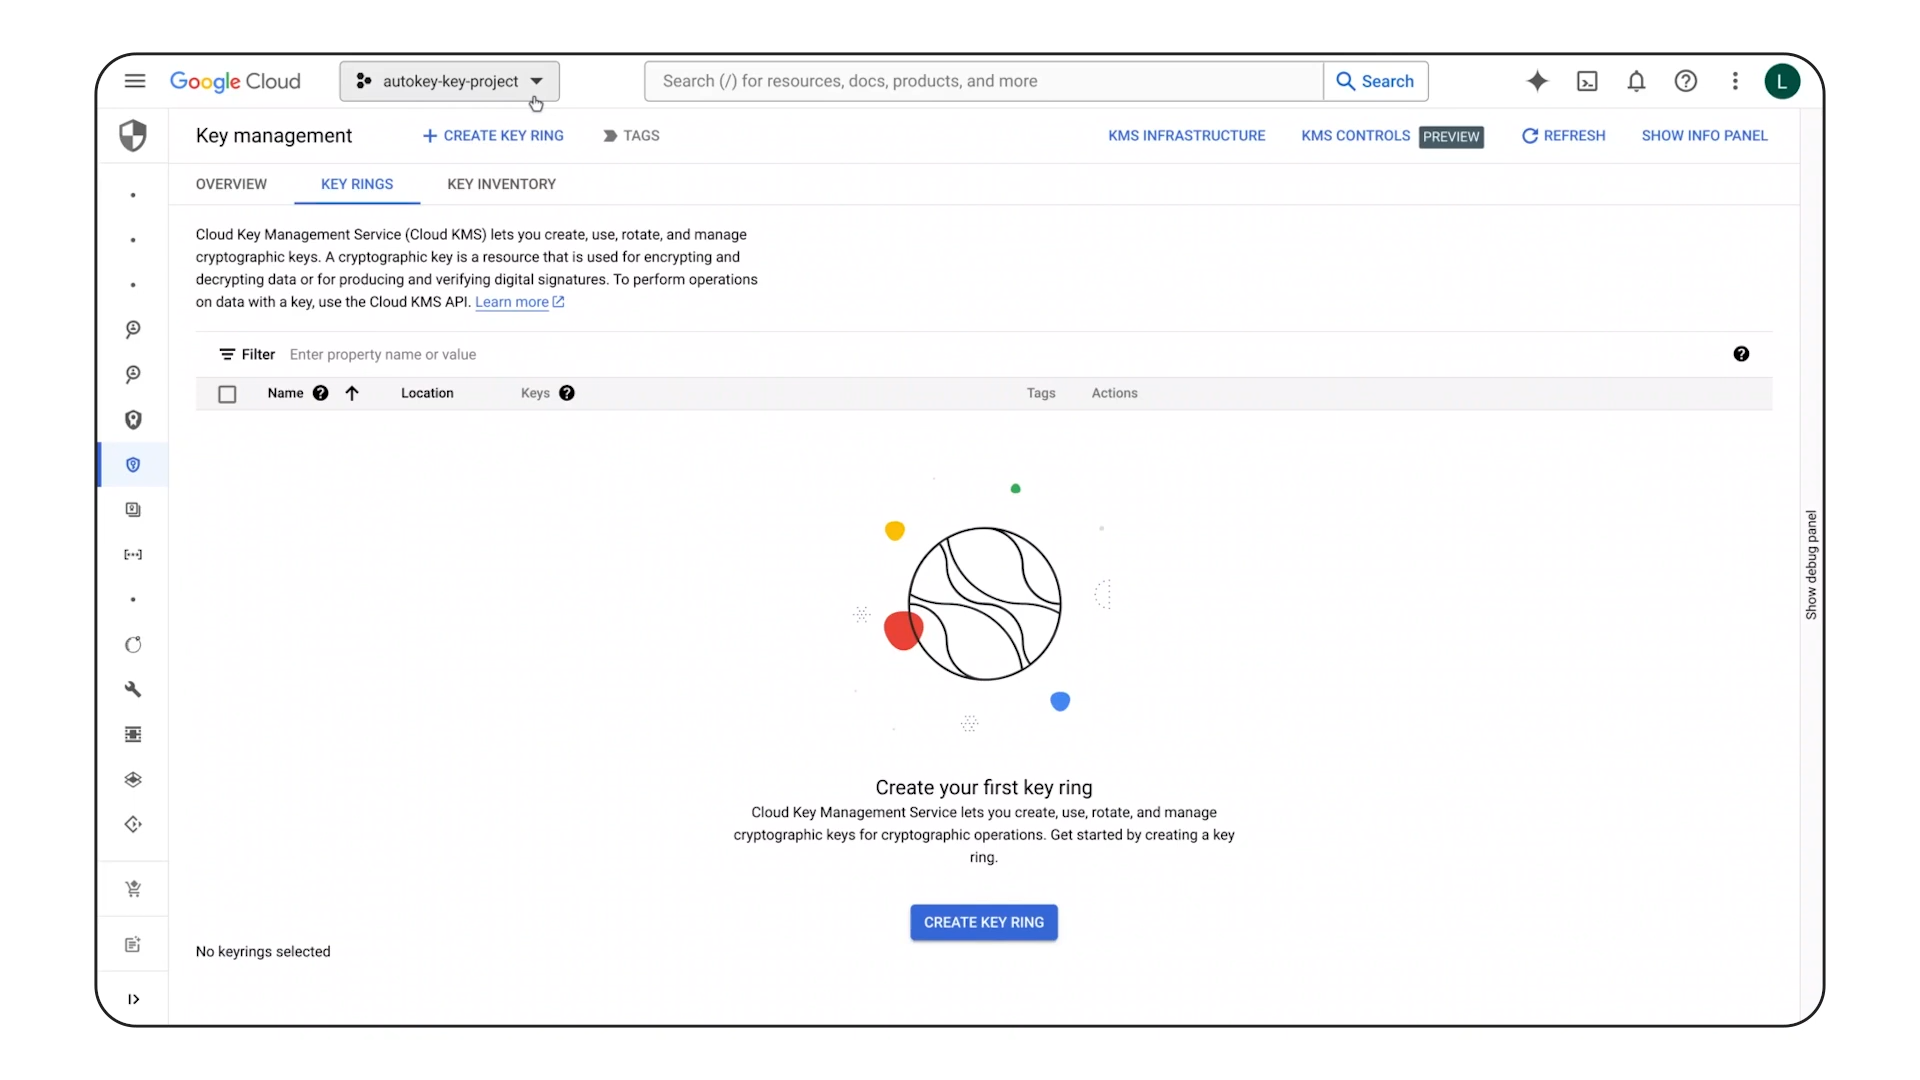 Google Cloud
autokey-key-project
Search (/) for resources, docs, products, and more
Search
L
Key management
CREATE KEY RING
TAGS
KMS INFRASTRUCTURE
KMS CONTROLS PREVIEW
REFRESH
SHOW INFO PANEL
OVERVIEW
KEY RINGS
KEY INVENTORY
Cloud Key Management Service (Cloud KMS) lets you create, use, rotate, and manage
cryptographic keys. A cryptographic key is a resource that is used for encrypting and
decrypting data or for producing and verifying digital signatures. To perform operations
on data with a key, use the Cloud KMS API. Learn more
Filter Enter property name or value
Name
Location
Keys
Tags
Actions
Show debug panel
Create your first key ring
Cloud Key Management Service lets you create, use, rotate, and manage
cryptographic keys for cryptographic operations. Get started by creating a key
ring.
CREATE KEY RING
No keyrings selected